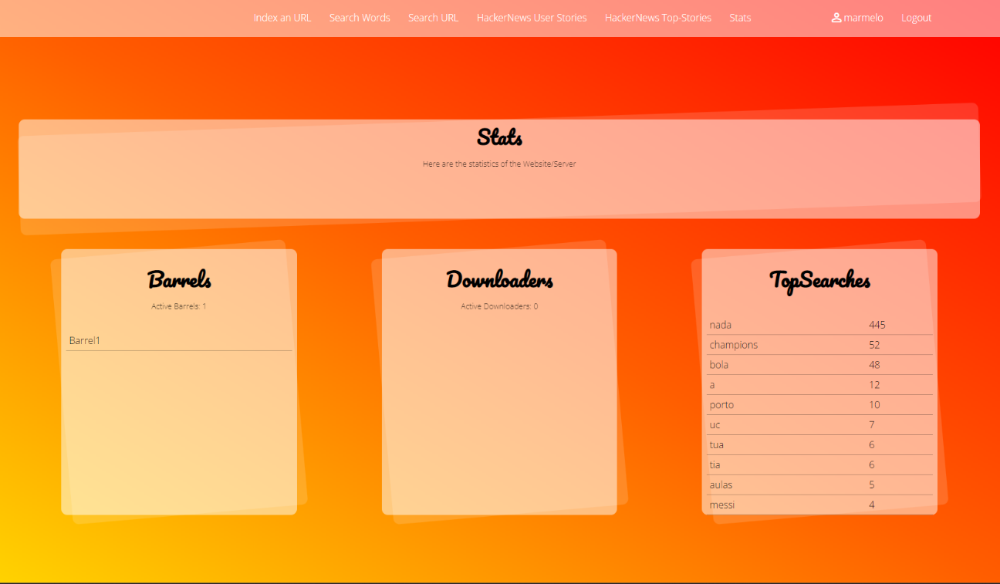 Index an URL Search Words Search URL HackerNews User Stories HackerNews Top-Stories Stats marmelo Logout
Stats
Here are the statistics of the Website/Server
Barrels
Active Barrels: 1
Barrel1
Downloaders
Active Downloaders: 0
TopSearches
nada 445
champions 52
bola 48
a 12
porto 10
uc 7
tua 6
tia 6
aulas 5
messi 4